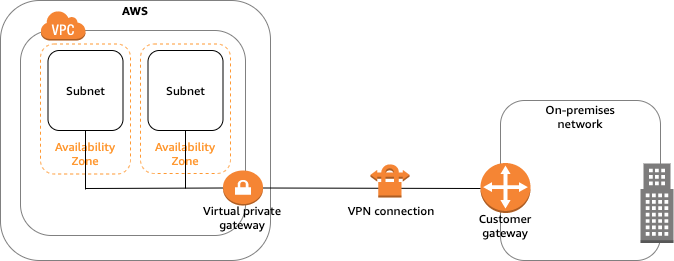 AWS
VPC
Subnet
Subnet
Availability
Zone
Availability
Zone
Virtual private
gateway
VPN connection
Customer
gateway
On-premises
network